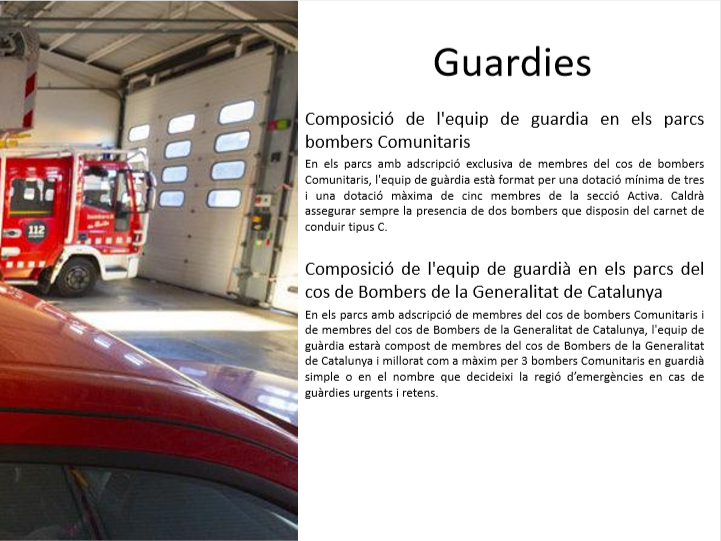 Guardies
Composició de l'equip de guardia en els parcs
bombers Comunitaris
En els parcs amb adscripció exclusiva de membres del cos de bombers
Comunitaris, l'equip de guàrdia està format per una dotació mínima de tres
i una dotació màxima de cinc membres de la secció Activa. Caldrà
assegurar sempre la presencia de dos bombers que disposin del carnet de
conduir tipus C.
Composició de l'equip de guardià en els parcs del
cos de Bombers de la Generalitat de Catalunya
En els parcs amb adscripció de membres del cos de bombers Comunitaris i
de membres del cos de Bombers de la Generalitat de Catalunya, l'equip de
guàrdia estarà compost de membres del cos de Bombers de la Generalitat
de Catalunya i millorat com a màxim per 3 bombers Comunitaris en guardià
simple o en el nombre que decideixi la regió d’emergències en cas de
guàrdies urgents i retens.
112